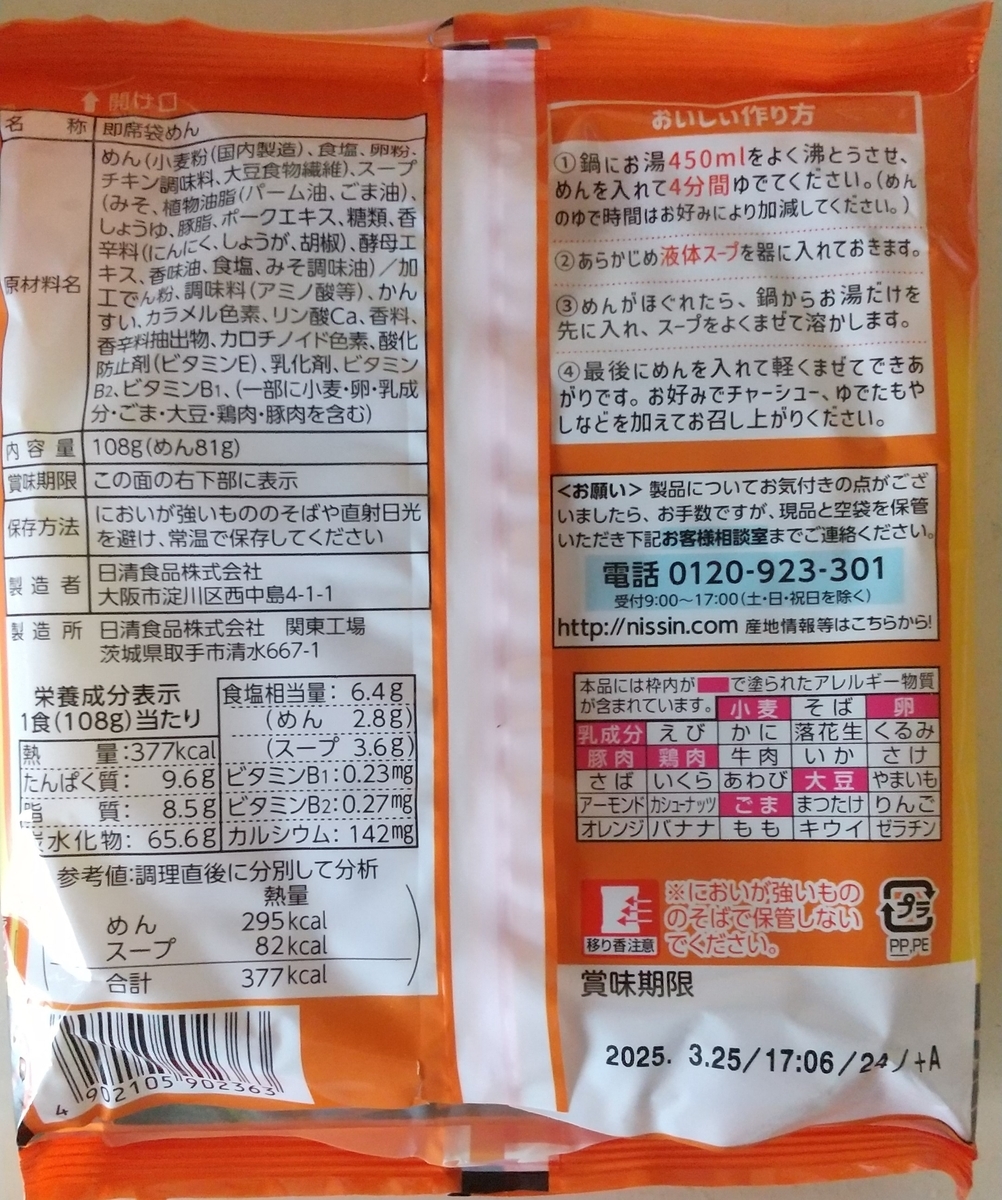 開け口
名称 即席袋めん
原材料名
めん(小麦粉(国内製造)、食塩、卵粉、
チキン調味料、大豆食物繊維)、スープ
(みそ、植物油脂(パーム油、ごま油)、
しょうゆ、豚脂、ポークエキス、糖類、香
辛料(にんにく、しょうが、胡椒)、酵母エ
キス、香味油、食塩、みそ調味油)/加
工でん粉、調味料(アミノ酸等)、かん
すい、カラメル色素、リン酸Ca、香料、
香辛料抽出物、カロチノイド色素、酸化
防止剤(ビタミンE)、乳化剤、ビタミン
B2、ビタミンB1、(一部に小麦・卵・乳成
分・ごま・大豆・鶏肉・豚肉を含む)
内容量 108g(めん81g)
賞味期限 この面の右下部に表示
保存方法 においが強いもののそばや直射日光
を避け、常温で保存してください
製造者 日清食品株式会社
大阪市淀川区西中島4-1-1
製造所 日清食品株式会社 関東工場
茨城県取手市清水667-1
栄養成分表示
1食(108g)当たり
熱量:377kcal
たんぱく質: 9.6g
脂質: 8.5g
炭水化物: 65.6g
食塩相当量: 6.4g
(めん 2.8g)
(スープ 3.6g)
ビタミンB1:0.23mg
ビタミンB2:0.27mg
カルシウム: 142mg
参考値:調理直後に分別して分析
熱量
めん 295kcal
スープ 82kcal
合計 377kcal
4 902105 902363
おいしい作り方
①鍋にお湯450mlをよく沸とうさせ、
めんを入れて4分間ゆでてください。(めん
のゆで時間はお好みにより加減してください。)
②あらかじめ液体スープを器に入れておきます。
③めんがほぐれたら、鍋からお湯だけを
先に入れ、スープをよくまぜて溶かします。
④最後にめんを入れて軽くまぜてできあ
がりです。お好みでチャーシュー、ゆでたもや
しなどを加えてお召し上がりください。
<お願い> 製品についてお気付きの点がござ
いましたら、お手数ですが、現品と空袋を保管
いただき下記お客様相談室までご連絡ください。
電話 0120-923-301
受付9:00~17:00(土・日・祝日を除く)
http://nissin.com 産地情報等はこちらから!
本品には枠内が で塗られたアレルギー物質
が含まれています。 小麦 そば 卵
乳成分 えび かに 落花生 くるみ
豚肉 鶏肉 牛肉 いか さけ
さば いくら あわび 大豆 やまいも
アーモンド カシューナッツ ごま まつたけ りんご
オレンジ バナナ もも キウイ ゼラチン
移り香注意
※においが強いもの
のそばで保管しない
でください。
プラ
PP,PE
賞味期限
2025. 3.25/17:06/24ノ+A